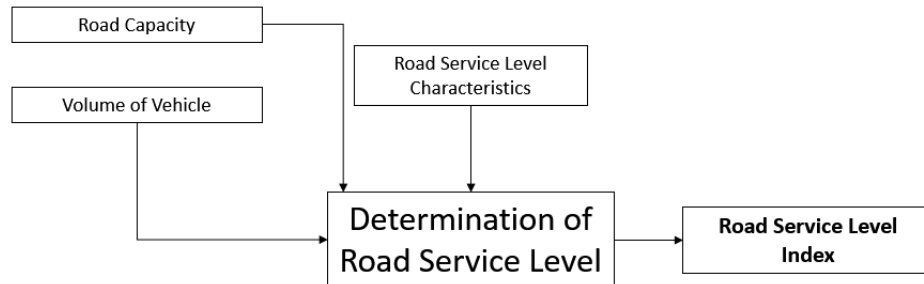 Road Capacity
Road Service Level
Characteristics
Volume of Vehicle
Determination of
Road Service Level
Road Service Level
Index